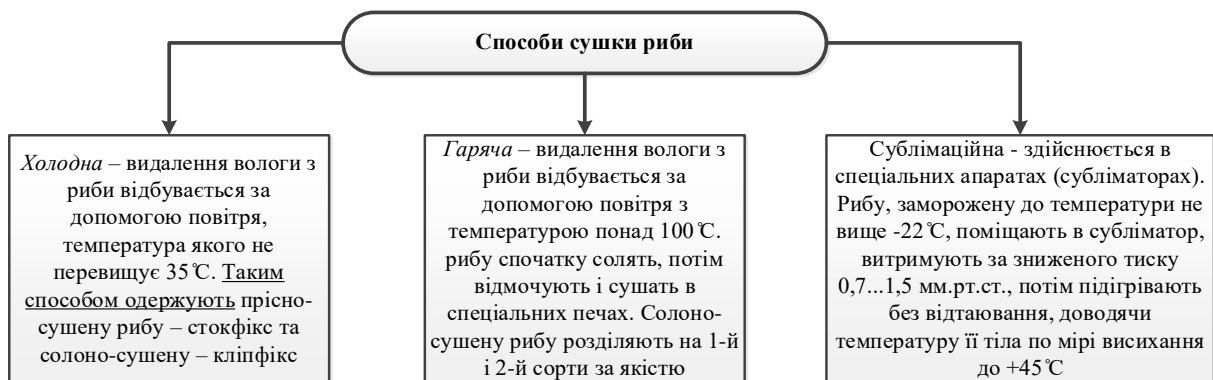 Способи сушки риби
Холодна – видалення вологи з
риби відбувається за
допомогою повітря,
температура якого не
перевищує 35℃. Таким
способом одержують прісно-
сушену рибу – стокфікс та
солоно-сушену – кліпфікс
Гаряча – видалення вологи з
риби відбувається за
допомогою повітря з
температурою понад 100℃.
рибу спочатку солять, потім
відмочують і сушать в
спеціальних печах. Солоно-
сушену рибу розділяють на 1-й
і 2-й сорти за якістю
Сублімаційна - здійснюється в
спеціальних апаратах (субліматорах).
Рибу, заморожену до температури не
вище -22℃, поміщають в субліматор,
витримують за зниженого тиску
0,7...1,5 мм.рт.ст., потім підігрівають
без відтаювання, доводячи
температуру її тіла по мірі висихання
до +45℃